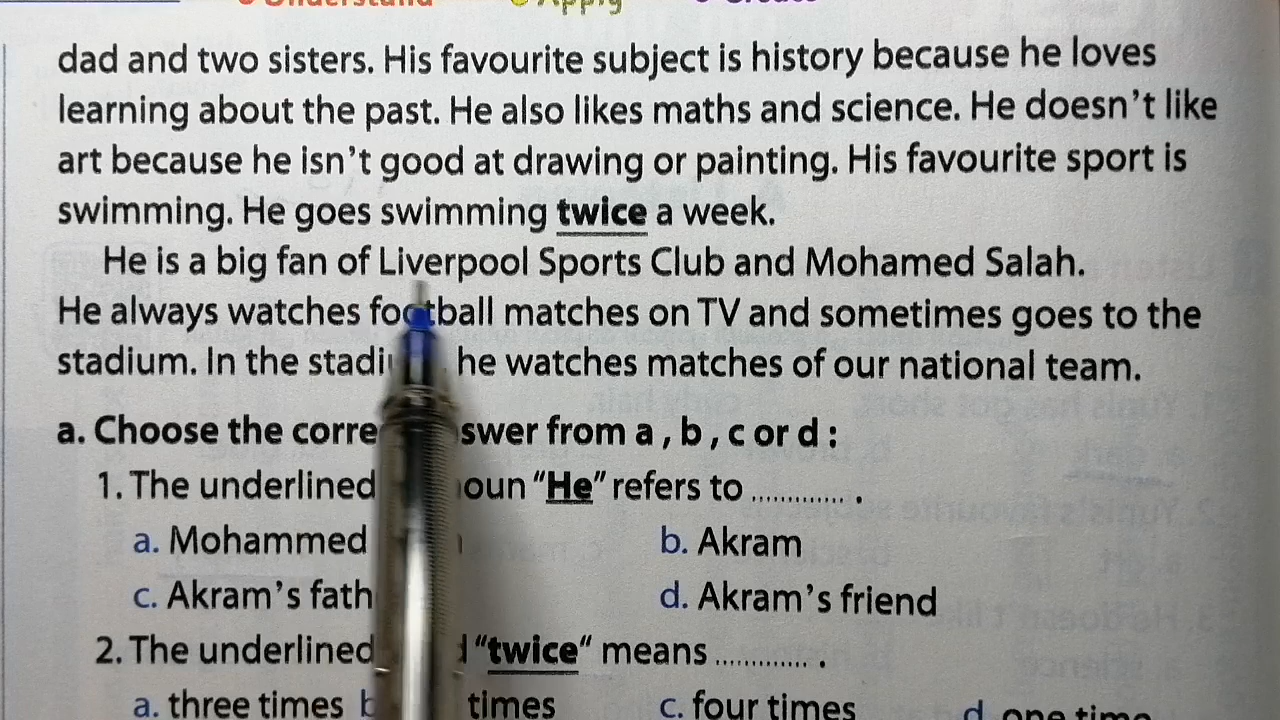 Understand Apply Create
dad and two sisters. His favourite subject is history because he loves
learning about the past. He also likes maths and science. He doesn't like
art because he isn't good at drawing or painting. His favourite sport is
swimming. He goes swimming twice a week.
He is a big fan of Liverpool Sports Club and Mohamed Salah.
He always watches football matches on TV and sometimes goes to the
stadium. In the he watches matches of our national team.
a. Choose the from a , b , c or d :
1. The underlined "He" refers to ............. .
a. Mohammed
b. Akram
c. Akram's
d. Akram's friend
2. The underlined "twice" means ............. .
a. three times
times
c. four times
d. one time